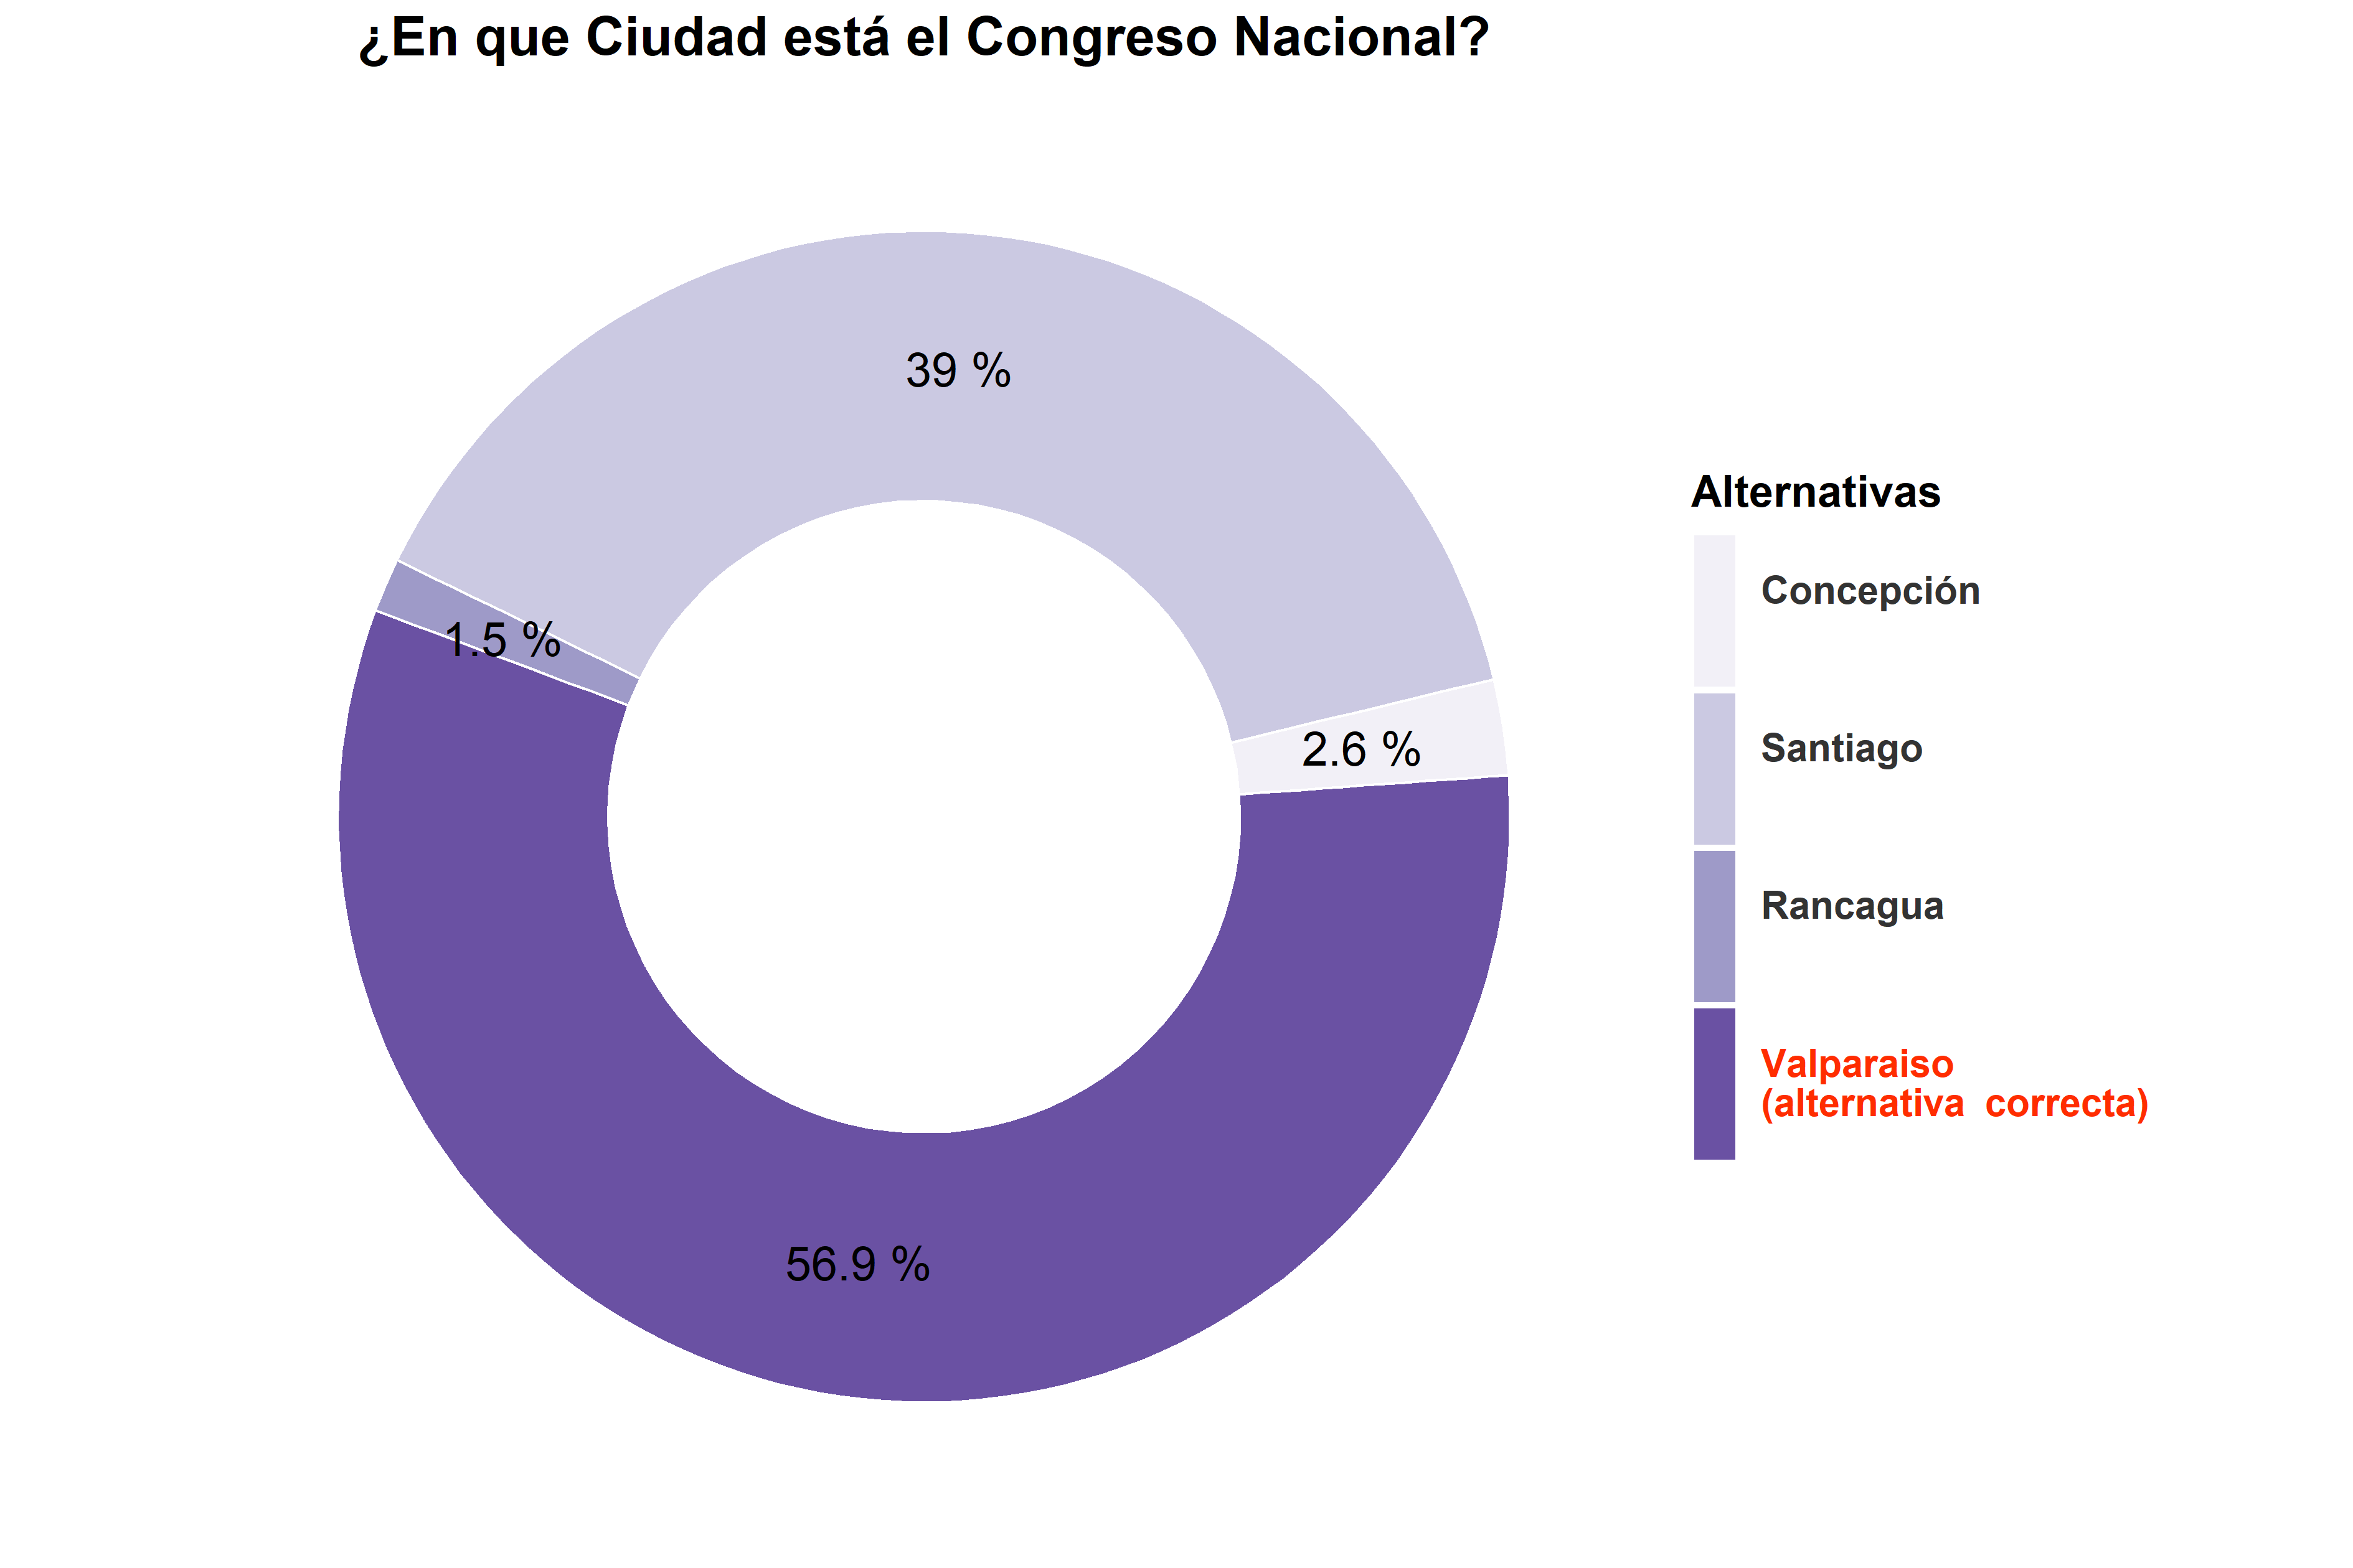 ¿En que Ciudad está el Congreso Nacional?
39 %
1.5 %
2.6 %
56.9 %
Alternativas
Concepción
Santiago
Rancagua
Valparaiso
(alternativa  correcta)